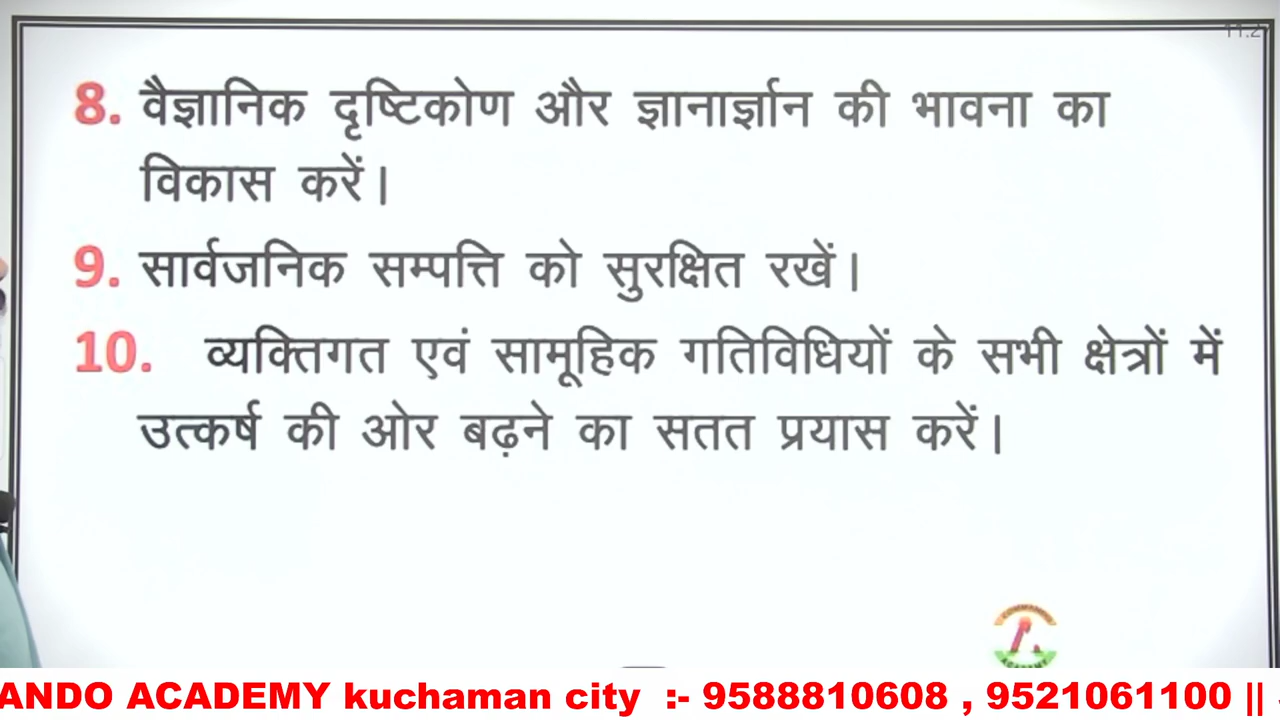 8. वैज्ञानिक दृष्टिकोण और ज्ञानार्ज्ञान की भावना का
विकास करें।
9. सार्वजनिक सम्पत्ति को सुरक्षित रखें।
10. व्यक्तिगत एवं सामूहिक गतिविधियों के सभी क्षेत्रों में
उत्कर्ष की ओर बढ़ने का सतत प्रयास करें।
ANDO ACADEMY kuchaman city :- 9588810608 , 9521061100 ||